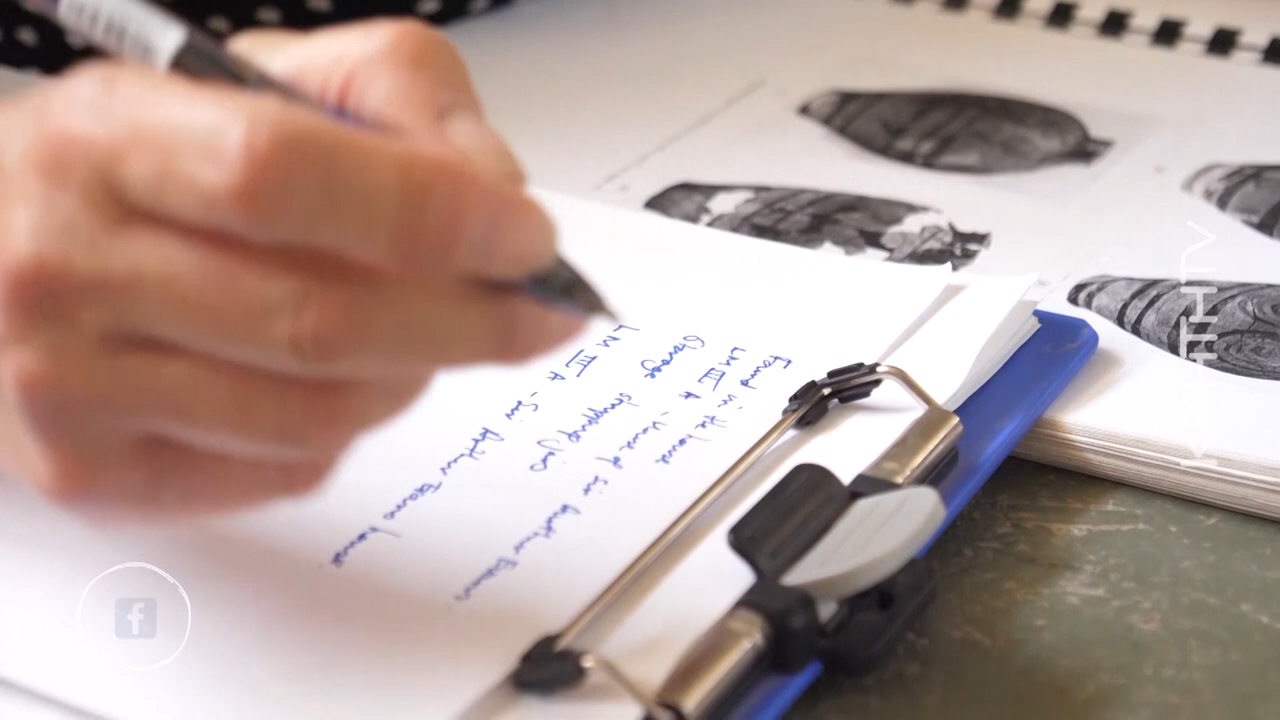 Found in the house
LM III A - House of Sir Arthur Evans
Storage stirrup jar
LM III A - Sir Arthur Evans house
f